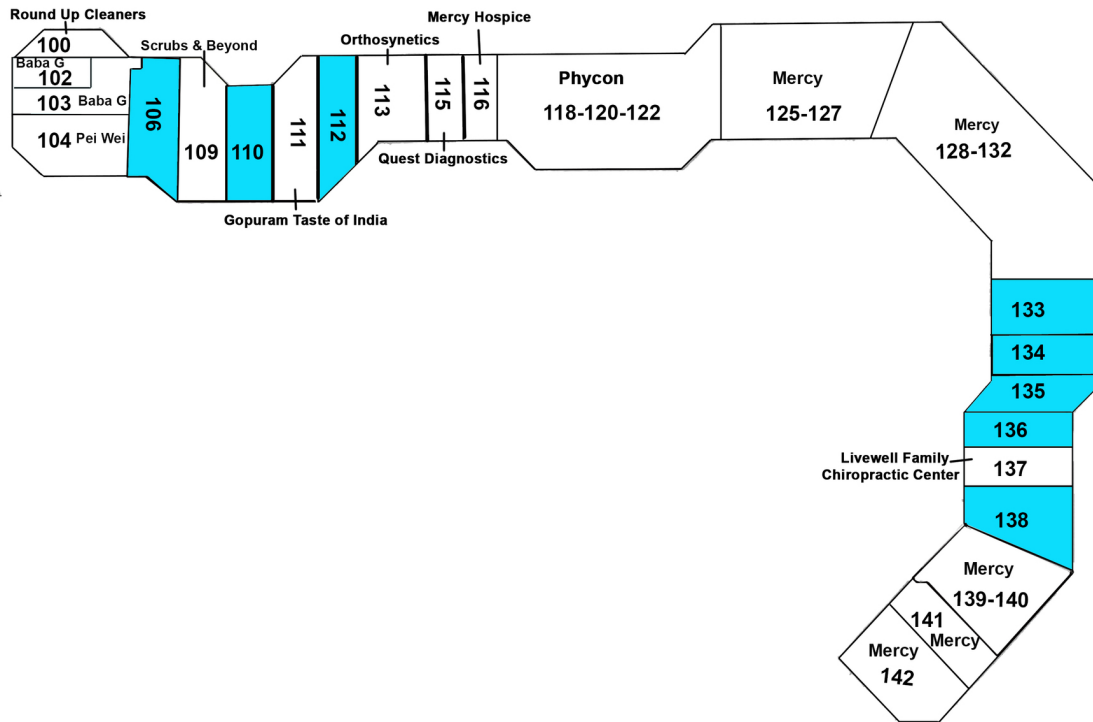 Round Up Cleaners
100
Baba G
102
103 Baba G
104 Pei Wei
106
Scrubs & Beyond
109
110
111
Gopuram Taste of India
112
Orthosynetics
113
115
Quest Diagnostics
Mercy Hospice
116
Phycon
118-120-122
Mercy
125-127
Mercy
128-132
133
134
135
136
Livewell Family
Chiropractic Center
137
138
Mercy
139-140
141
Mercy
Mercy
142